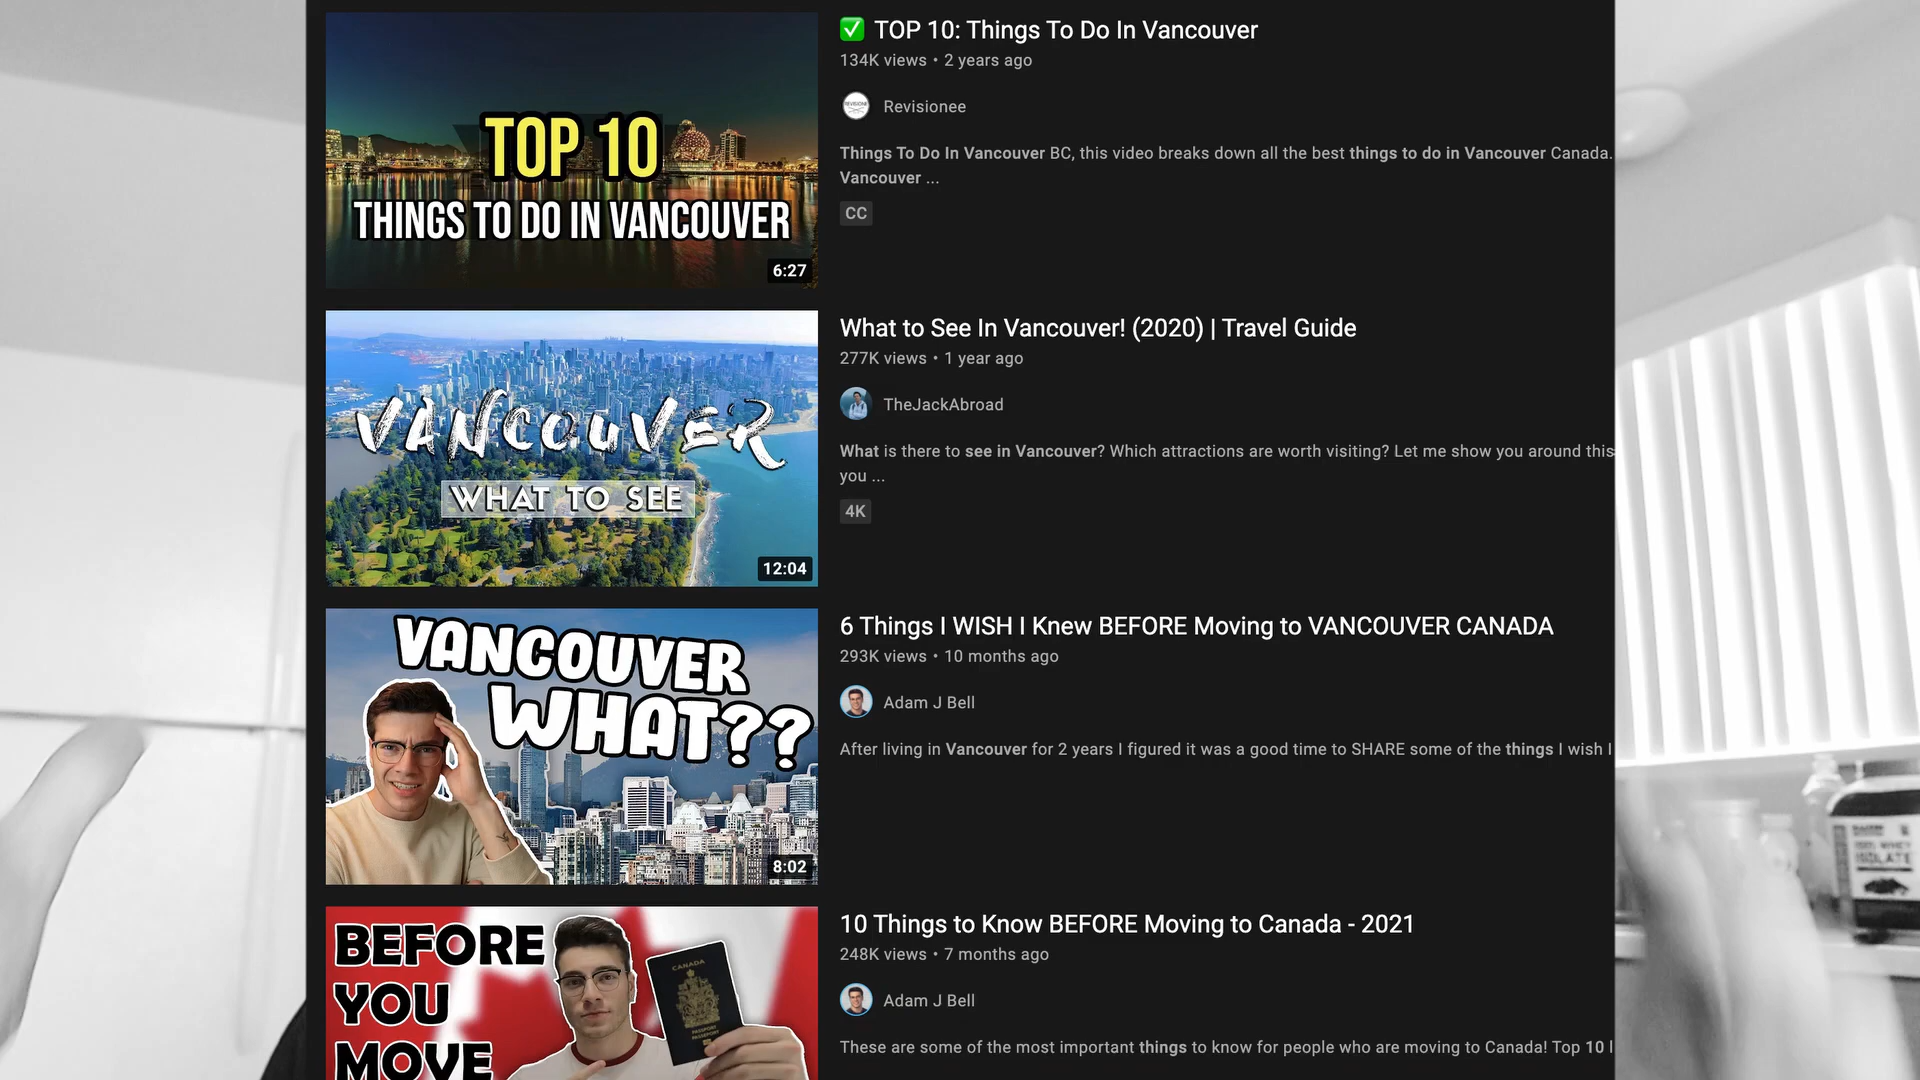 TOP 10
THINGS TO DO IN VANCOUVER
6:27
✅ TOP 10: Things To Do In Vancouver
134K views • 2 years ago
Revisionee
Things To Do In Vancouver BC, this video breaks down all the best things to do in Vancouver Canada.
Vancouver ...
CC
VANCOUVER
WHAT TO SEE
12:04
What to See In Vancouver! (2020) | Travel Guide
277K views • 1 year ago
TheJackAbroad
What is there to see in Vancouver? Which attractions are worth visiting? Let me show you around this
you ...
4K
VANCOUVER
WHAT??
8:02
6 Things I WISH I Knew BEFORE Moving to VANCOUVER CANADA
293K views • 10 months ago
Adam J Bell
After living in Vancouver for 2 years I figured it was a good time to SHARE some of the things I wish I
BEFORE
YOU
MOVE
CANADA
PASSPORT
PASSEPORT
10 Things to Know BEFORE Moving to Canada - 2021
248K views • 7 months ago
Adam J Bell
These are some of the most important things to know for people who are moving to Canada! Top 10
ISOLATE